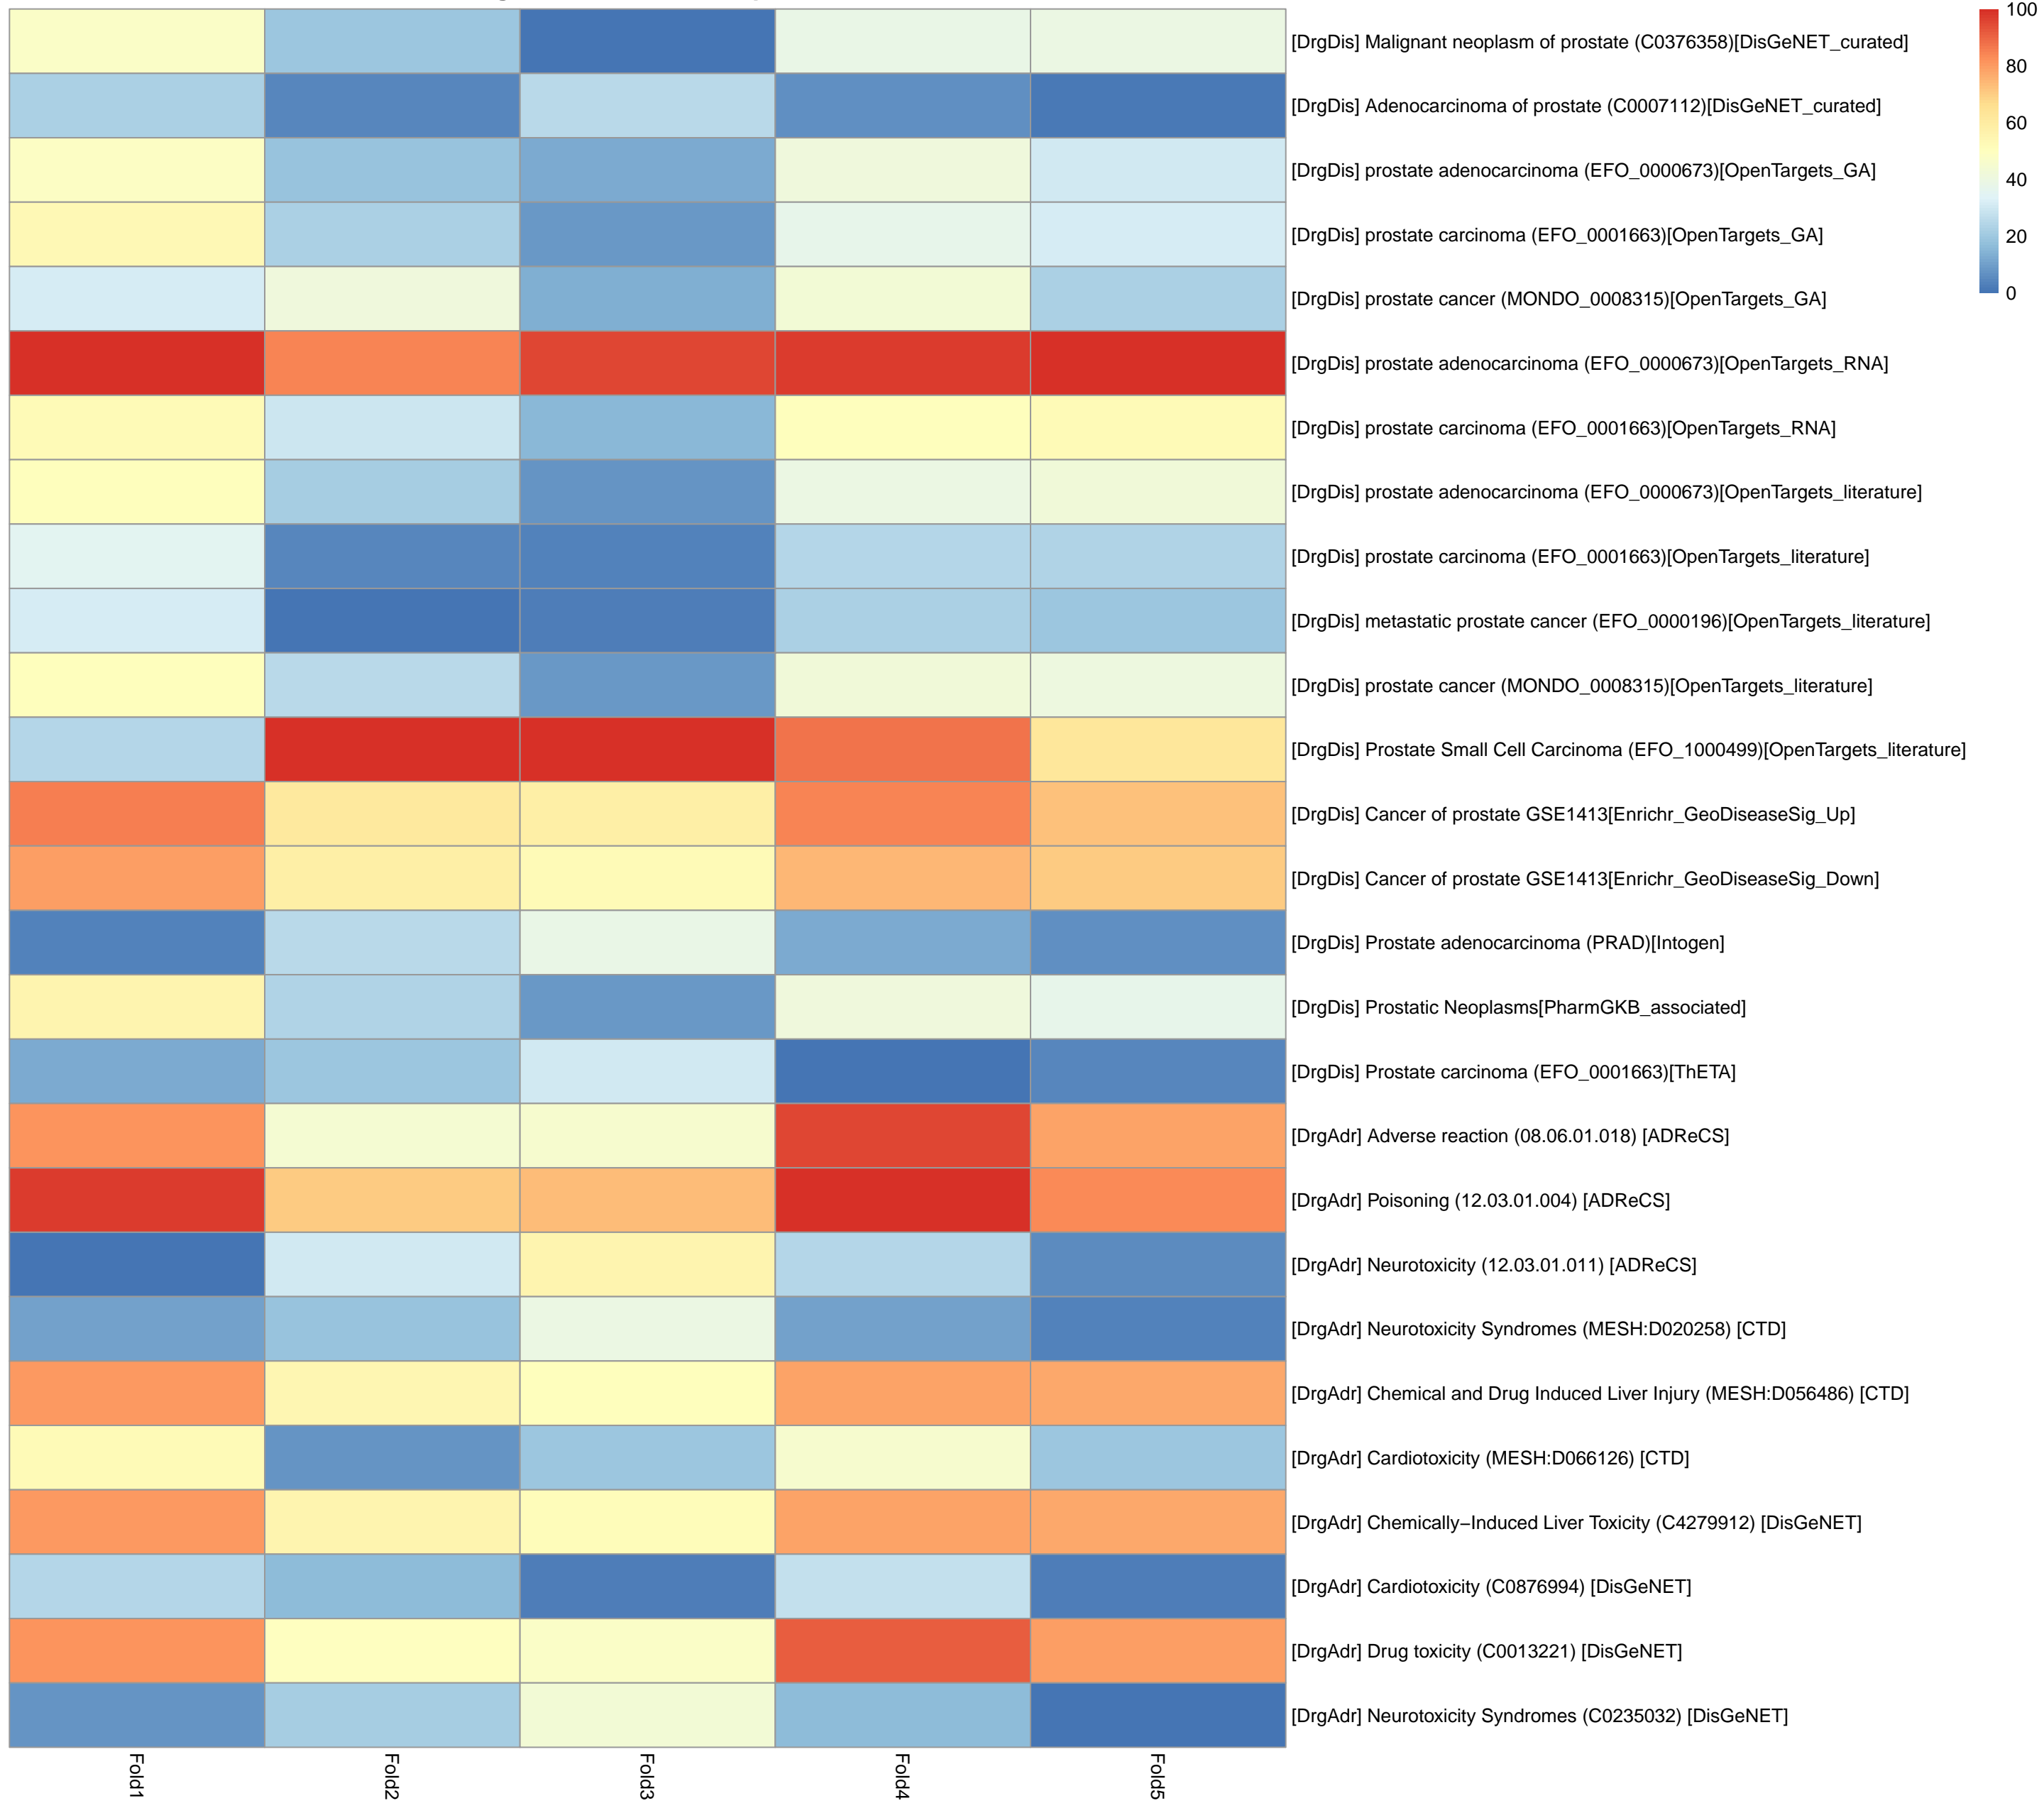 [DrgDis] Malignant neoplasm of prostate (C0376358)[DisGeNET_curated]
[DrgDis] Adenocarcinoma of prostate (C0007112)[DisGeNET_curated]
[DrgDis] prostate adenocarcinoma (EFO_0000673)[OpenTargets_GA]
[DrgDis] prostate carcinoma (EFO_0001663)[OpenTargets_GA]
[DrgDis] prostate cancer (MONDO_0008315)[OpenTargets_GA]
[DrgDis] prostate adenocarcinoma (EFO_0000673)[OpenTargets_RNA]
[DrgDis] prostate carcinoma (EFO_0001663)[OpenTargets_RNA]
[DrgDis] prostate adenocarcinoma (EFO_0000673)[OpenTargets_literature]
[DrgDis] prostate carcinoma (EFO_0001663)[OpenTargets_literature]
[DrgDis] metastatic prostate cancer (EFO_0000196)[OpenTargets_literature]
[DrgDis] prostate cancer (MONDO_0008315)[OpenTargets_literature]
[DrgDis] Prostate Small Cell Carcinoma (EFO_1000499)[OpenTargets_literature]
[DrgDis] Cancer of prostate GSE1413[Enrichr_GeoDiseaseSig_Up]
[DrgDis] Cancer of prostate GSE1413[Enrichr_GeoDiseaseSig_Down]
[DrgDis] Prostate adenocarcinoma (PRAD)[Intogen]
[DrgDis] Prostatic Neoplasms[PharmGKB_associated]
[DrgDis] Prostate carcinoma (EFO_0001663)[ThETA]
[DrgAdr] Adverse reaction (08.06.01.018) [ADReCS]
[DrgAdr] Poisoning (12.03.01.004) [ADReCS]
[DrgAdr] Neurotoxicity (12.03.01.011) [ADReCS]
[DrgAdr] Neurotoxicity Syndromes (MESH:D020258) [CTD]
[DrgAdr] Chemical and Drug Induced Liver Injury (MESH:D056486) [CTD]
[DrgAdr] Cardiotoxicity (MESH:D066126) [CTD]
[DrgAdr] Chemically−Induced Liver Toxicity (C4279912) [DisGeNET]
[DrgAdr] Cardiotoxicity (C0876994) [DisGeNET]
[DrgAdr] Drug toxicity (C0013221) [DisGeNET]
[DrgAdr] Neurotoxicity Syndromes (C0235032) [DisGeNET]
Fold1
Fold2
Fold3
Fold4
Fold5
100
80
60
40
20
0